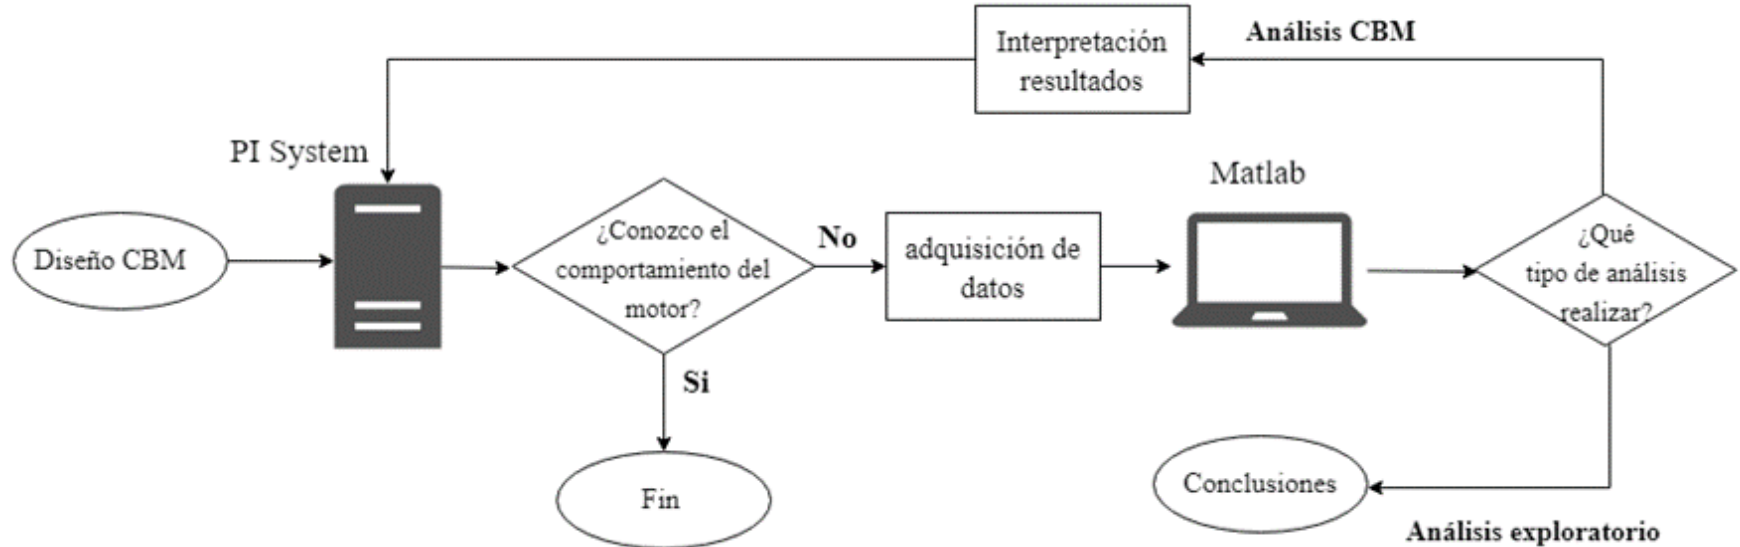 Interpretación
resultados
Análisis CBM
PI System
Matlab
Diseño CBM
¿Conozco el
comportamiento del
motor?
No
adquisición de
datos
¿Qué
tipo de análisis
realizar?
Si
Fin
Conclusiones
Análisis exploratorio